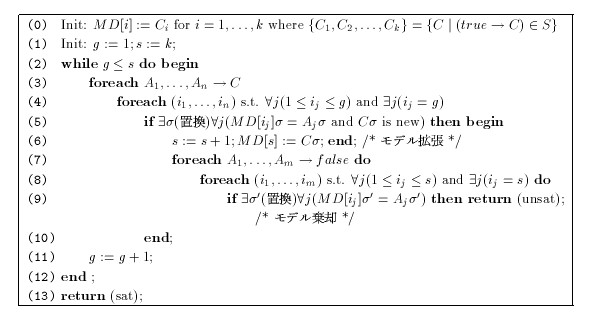 (0) Init: MD[i] := C_i for i = 1, . . . , k where {C_1, C_2, . . . , C_k} = {C | (true → C) ∈ S}
(1) Init: g := 1; s := k;
(2) while g ≤ s do begin
(3) foreach A_1, . . . , A_n → C
(4) foreach (i_1, . . . , i_n) s.t. ∀j(1 ≤ i_j ≤ g) and ∃j(i_j = g)
(5) if ∃σ(置換)∀j(MD[i_j]σ = A_jσ and Cσ is new) then begin
(6) s := s + 1; MD[s] := Cσ; end; /* モデル拡張 */
(7) foreach A_1, . . . , A_m → false do
(8) foreach (i_1, . . . , i_m) s.t. ∀j(1 ≤ i_j ≤ s) and ∃j(i_j = s) do
(9) if ∃σ′(置換)∀j(MD[i_j]σ′ = A_jσ′) then return (unsat);
/* モデル棄却 */
(10) end;
(11) g := g + 1;
(12) end ;
(13) return (sat);